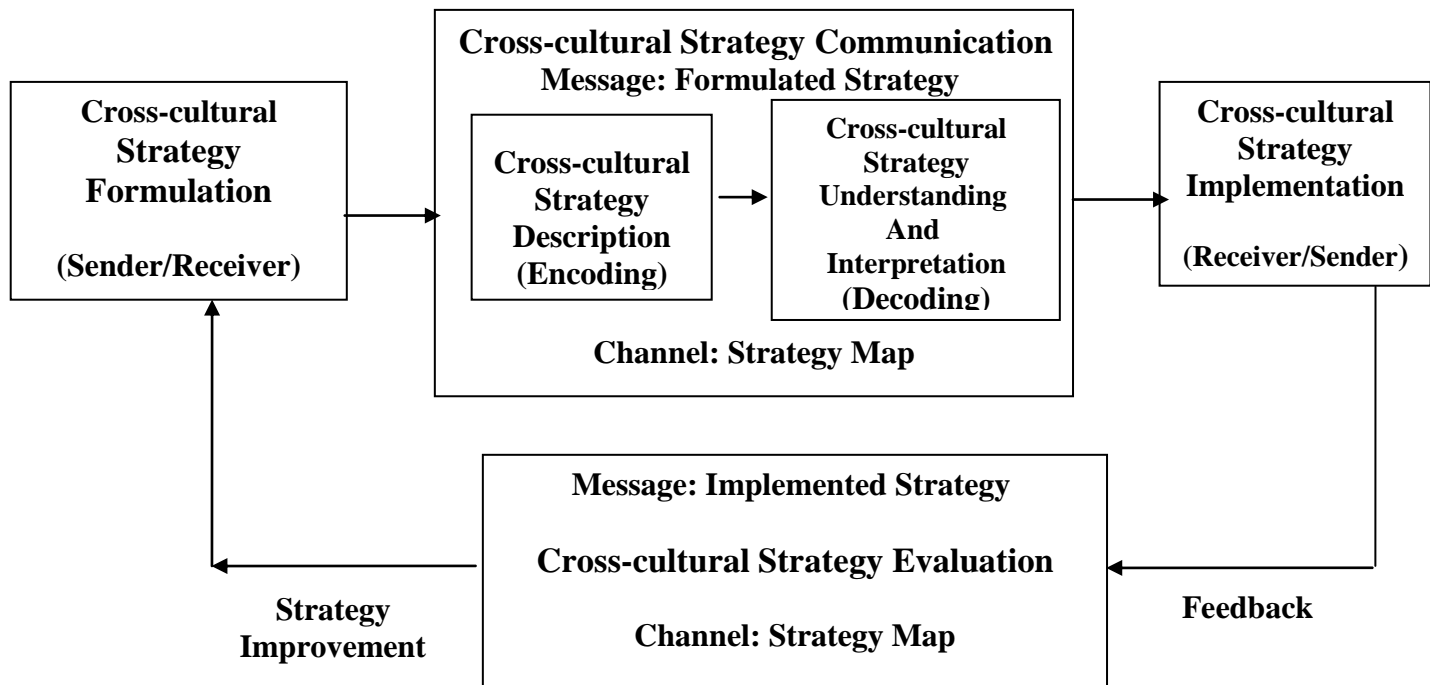 Cross-cultural
Strategy
Formulation
(Sender/Receiver)
Cross-cultural Strategy Communication
Message: Formulated Strategy
Cross-cultural
Strategy
Description
(Encoding)
Cross-cultural
Strategy
Understanding
And
Interpretation
(Decoding)
Channel: Strategy Map
Cross-cultural
Strategy
Implementation
(Receiver/Sender)
Message: Implemented Strategy
Cross-cultural Strategy Evaluation
Channel: Strategy Map
Feedback
Strategy
Improvement